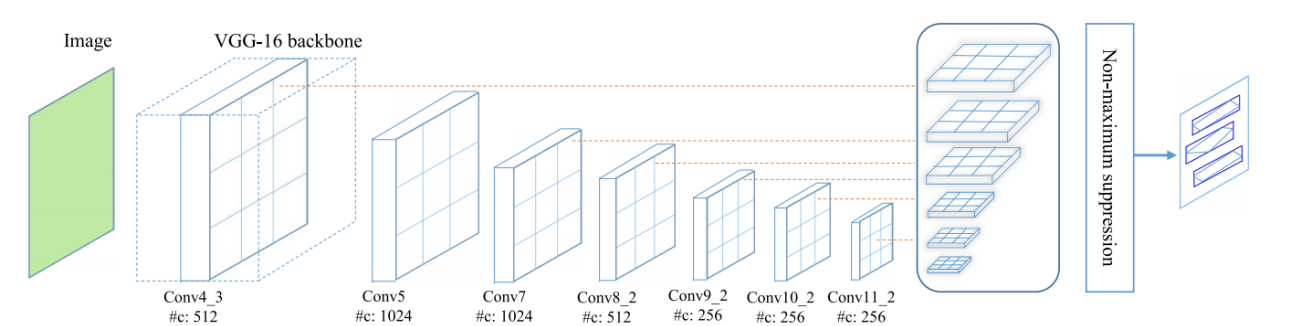 Image
VGG-16 backbone
Non-maximum suppression
Conv4_3
#c: 512
Conv5
#c: 1024
Conv7
#c: 1024
Conv8_2
#c: 512
Conv9_2
#c: 256
Conv10_2
#c: 256
Conv11_2
#c: 256